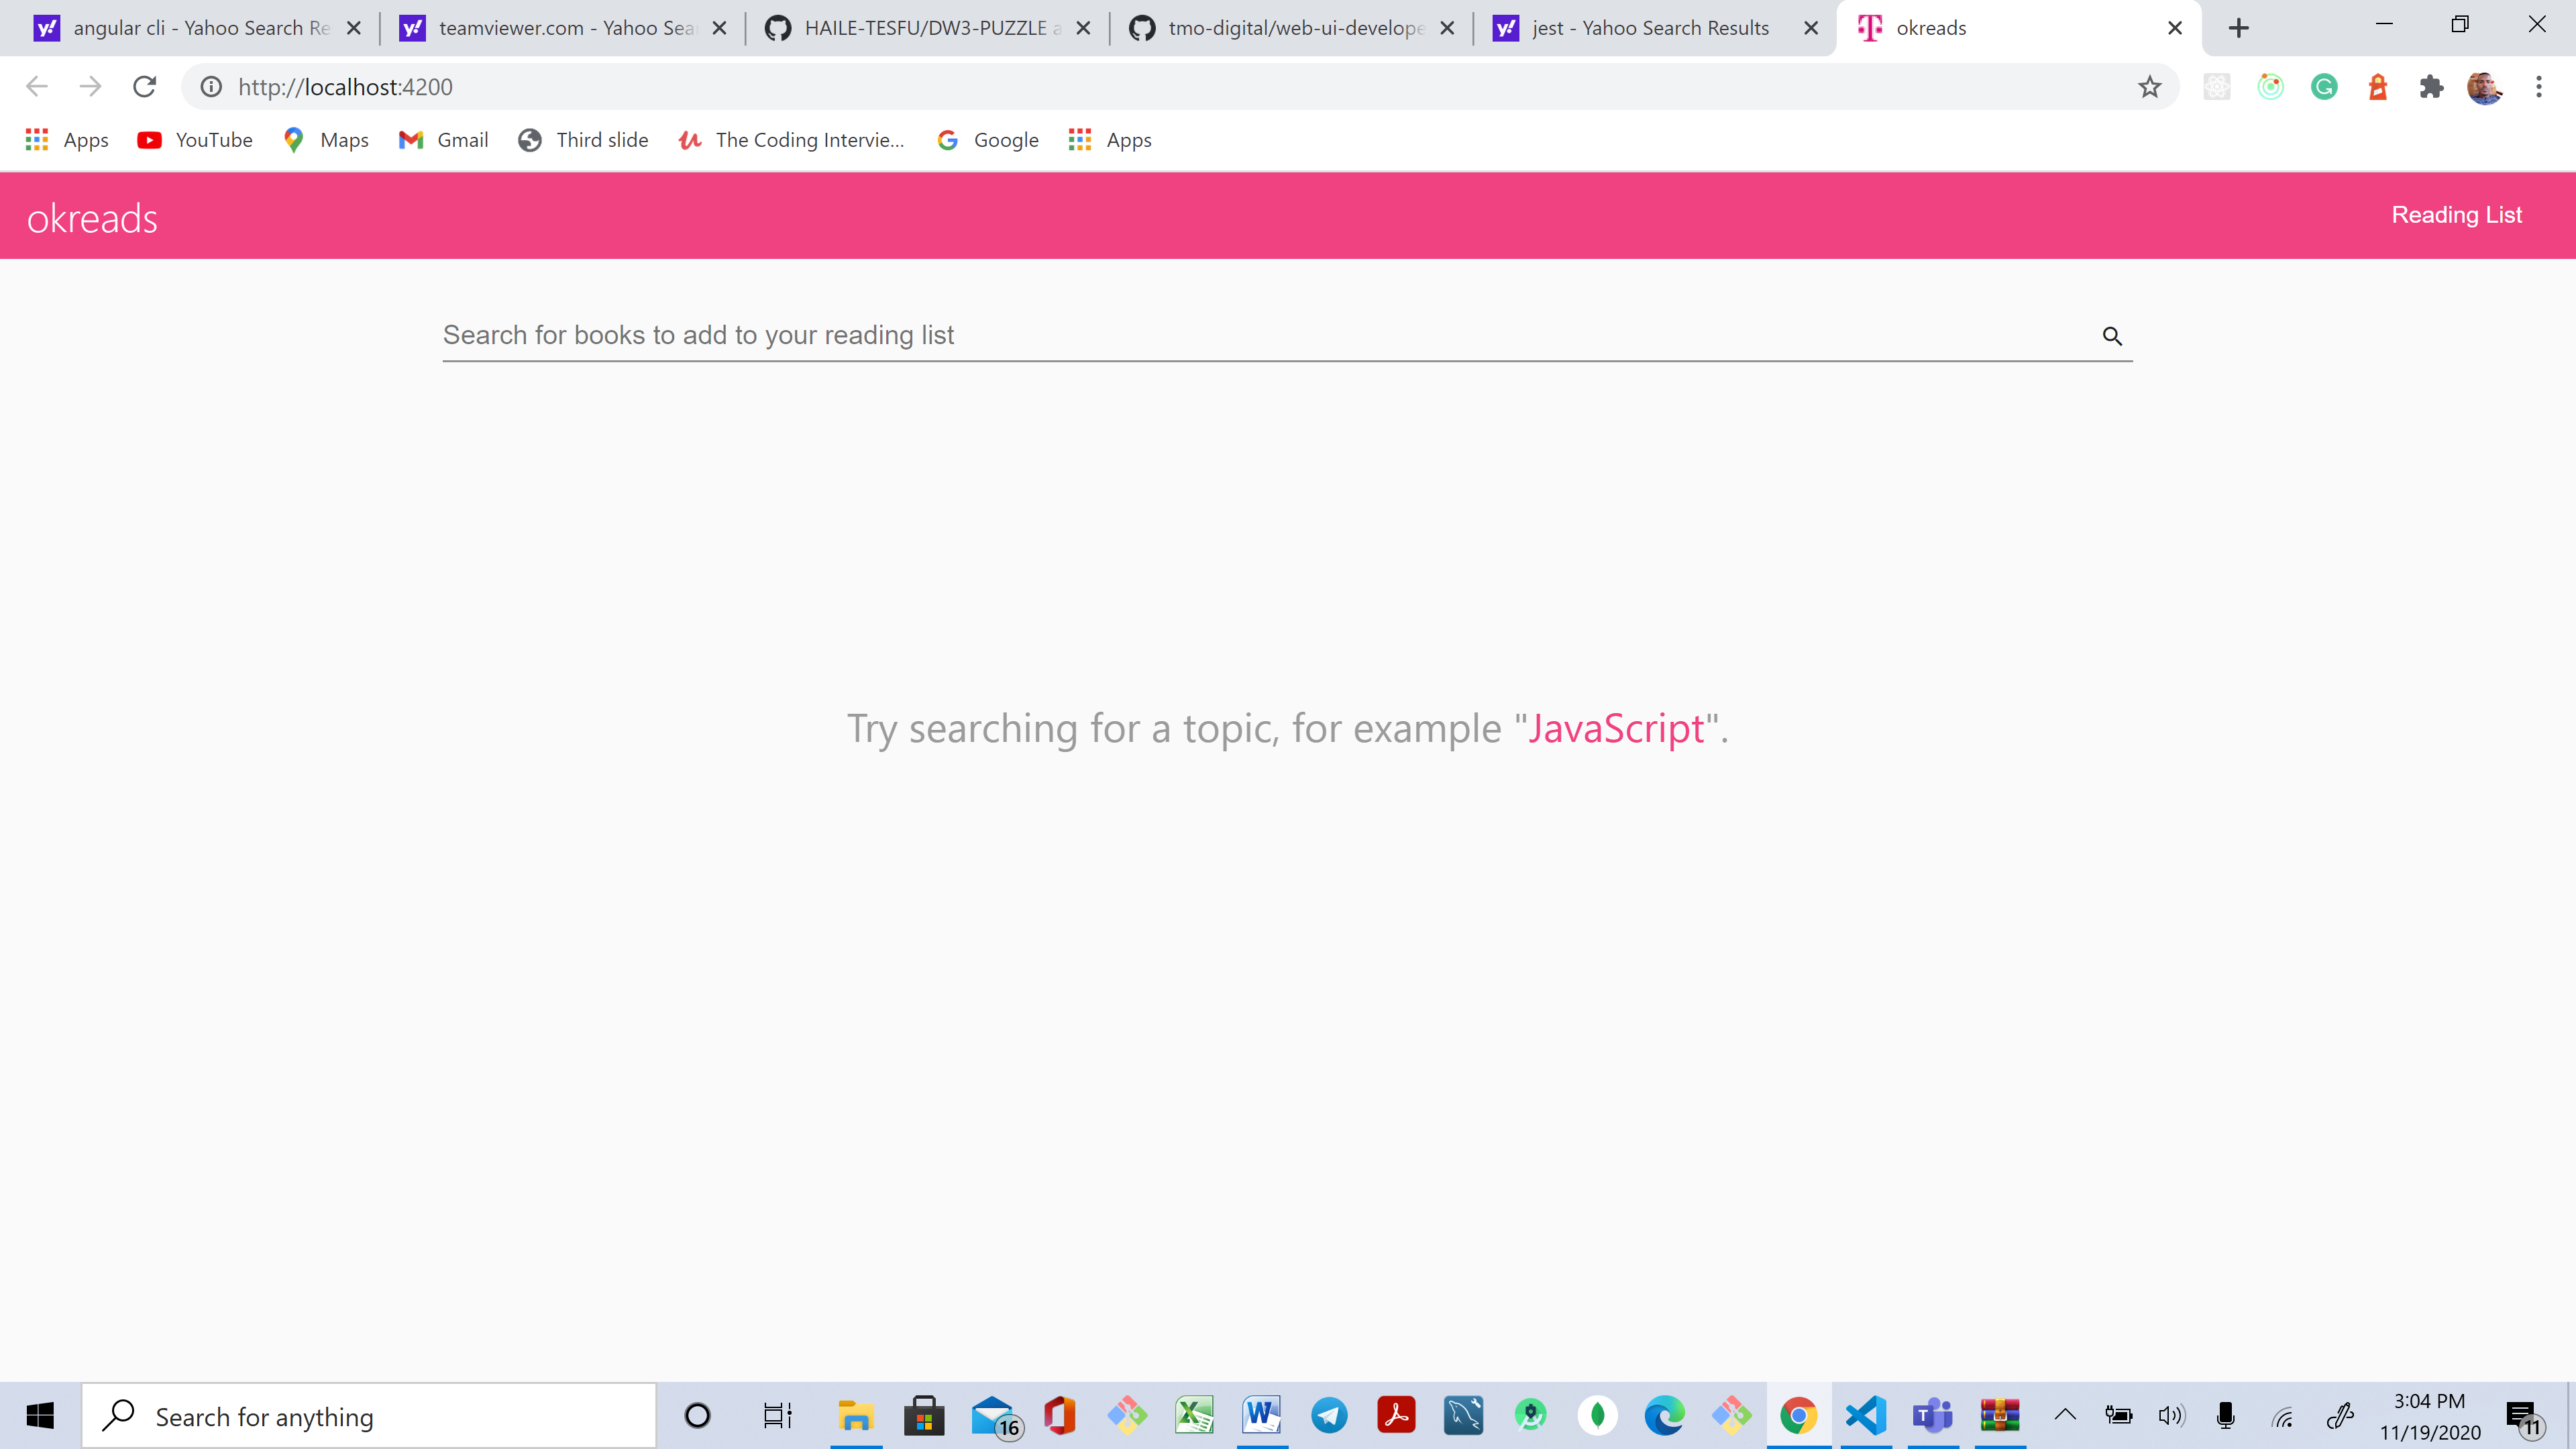 angular cli - Yahoo Search Re
teamviewer.com - Yahoo Sea
HAILE-TESFU/DW3-PUZZLE a
tmo-digital/web-ui-develope
jest - Yahoo Search Results
okreads
http://localhost:4200
Apps
YouTube
Maps
Gmail
Third slide
The Coding Intervie...
Google
Apps
okreads
Reading List
Search for books to add to your reading list
Try searching for a topic, for example "JavaScript".
Search for anything
16
3:04 PM
11/19/2020
11